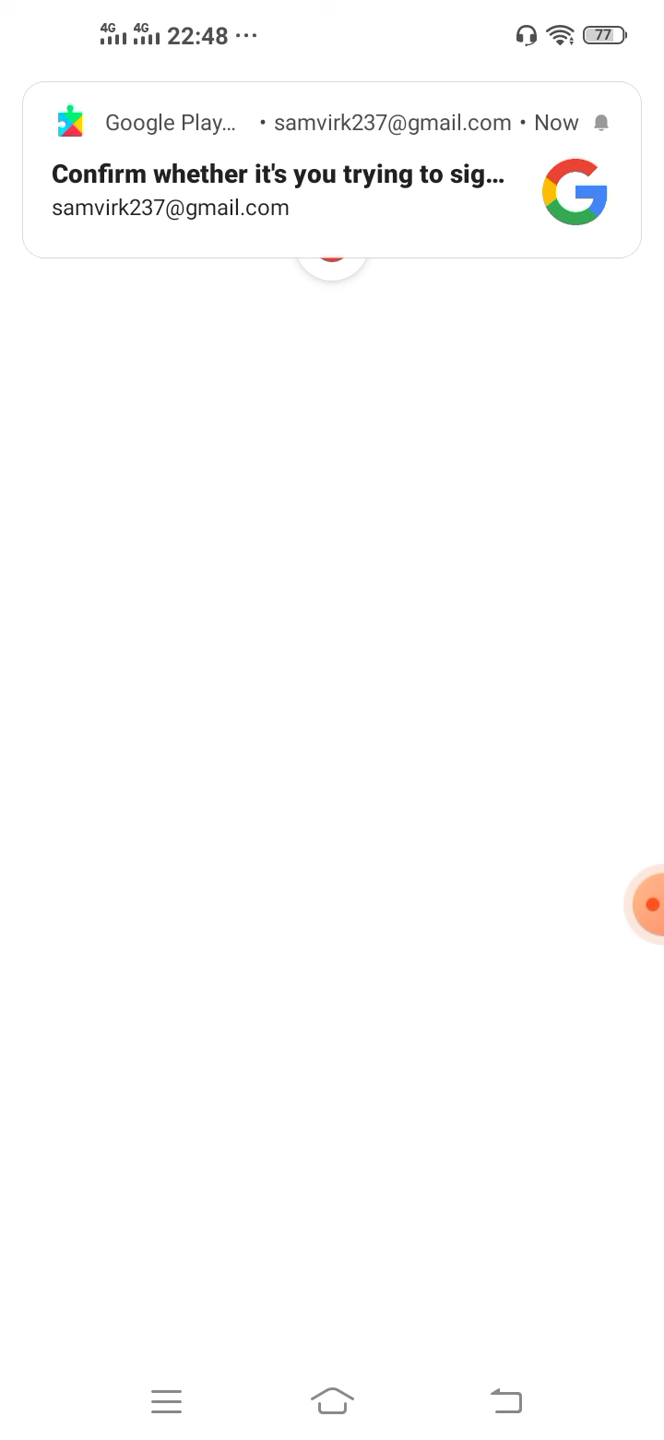 4G 4G 22:48 ... 77
Google Play... • samvirk237@gmail.com • Now
Confirm whether it's you trying to sig...
samvirk237@gmail.com